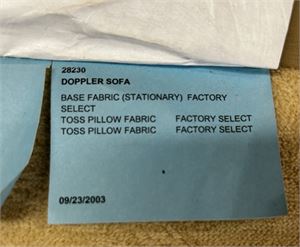 28230
DOPPLER SOFA
BASE FABRIC (STATIONARY) FACTORY
SELECT
TOSS PILLOW FABRIC FACTORY SELECT
TOSS PILLOW FABRIC FACTORY SELECT
09/23/2003